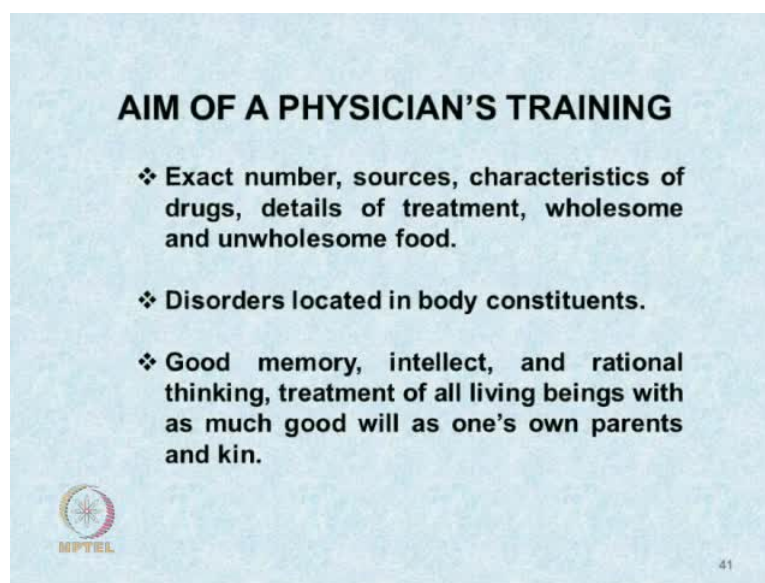 AIM OF A PHYSICIAN'S TRAINING
❖ Exact number, sources, characteristics of
drugs, details of treatment, wholesome
and unwholesome food.
❖ Disorders located in body constituents.
❖ Good memory, intellect, and rational
thinking, treatment of all living beings with
as much good will as one's own parents
and kin.
NPTEL
41